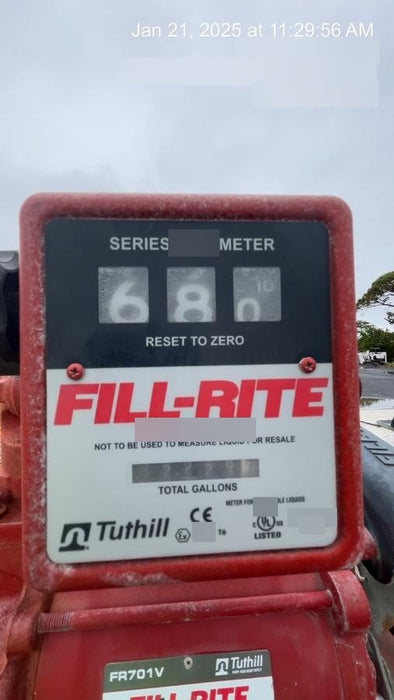 Jan 21, 2025 at 11:29:56 AM
SERIES METER
6 8 0 10
RESET TO ZERO
FILL-RITE
NOT TO BE USED TO MEASURE LIQUID FOR RESALE
TOTAL GALLONS
METER FOR LIQUIDS
CE
Tuthill
Ex T6
C UL US
LISTED
FR701V
Tuthill
FILL-RITE